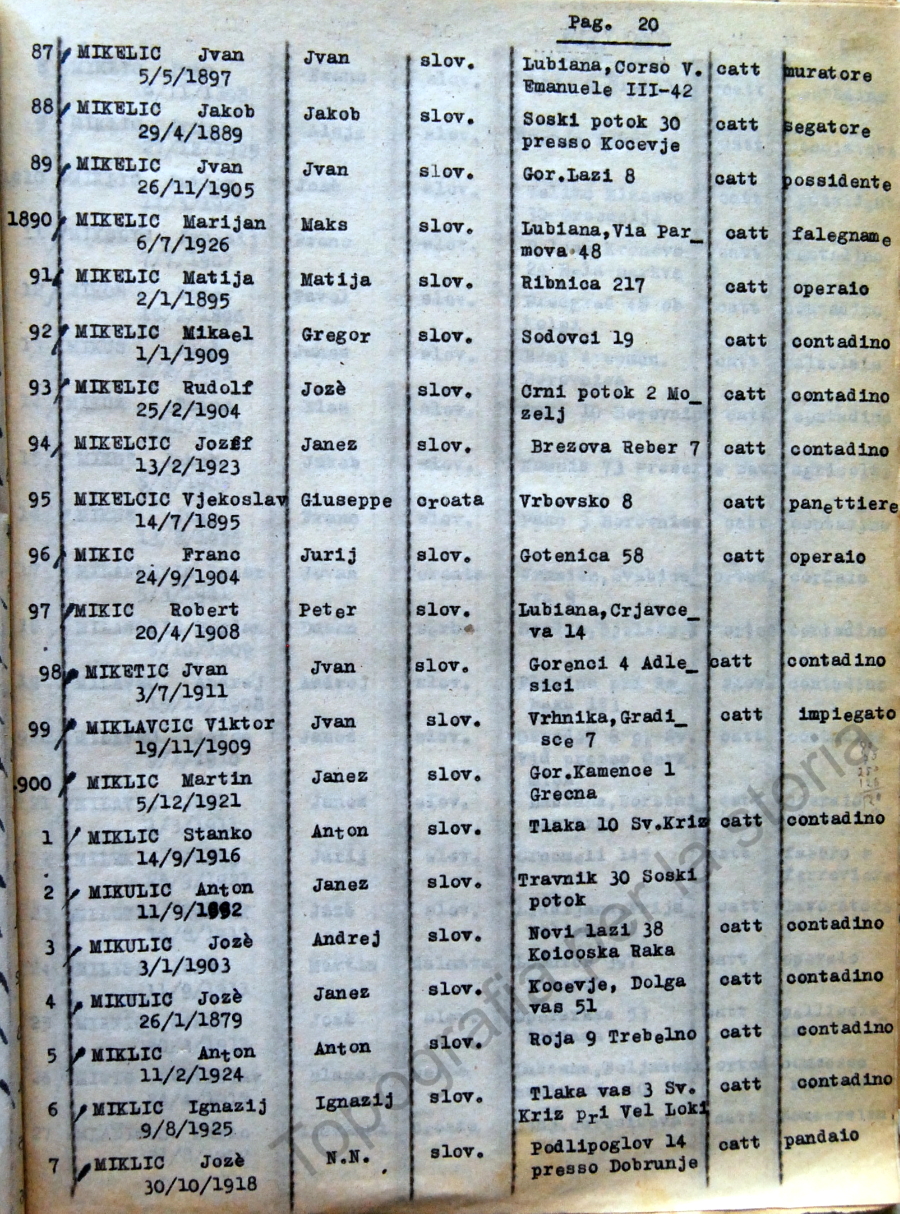 Pag. 20
87 MIKELIC Jvan Jvan slov. Lubiana,Corso V. catt muratore
5/5/1897 Emanuele III-42
88 MIKELIC Jakob Jakob slov. Soski potok 30 catt segatore
29/4/1889 presso Kocevje
89 MIKELIC Jvan Jvan slov. Gor.Lazi 8 catt possidente
26/11/1905
1890 MIKELIC Marijan Maks slov. Lubiana,Via Par_ catt falegname
6/7/1926 mova 48
91 MIKELIC Matija Matija slov. Ribnica 217 catt operaio
2/1/1895
92 MIKELIC Mikael Gregor slov. Sodovci 19 catt contadino
1/1/1909
93 MIKELIC Rudolf Jozè slov. Crni potok 2 Mo_ catt contadino
25/2/1904 zelj
94 MIKELCIC Jozef Janez slov. Brezova Reber 7 catt contadino
13/2/1923
95 MIKELCIC Vjekoslav Giuseppe croata Vrbovsko 8 catt panettiere
14/7/1895
96 MIKIC Franc Jurij slov. Gotenica 58 catt operaio
24/9/1904
97 MIKIC Robert Peter slov. Lubiana,Crjavce_
20/4/1908 va 14
98 MIKETIC Jvan Jvan slov. Gorenci 4 Adle_ catt contadino
3/7/1911 sici
99 MIKLAVCIC Viktor Jvan slov. Vrhnika,Gradi_ catt impiegato
19/11/1909 sce 7
.900 MIKLIC Martin Janez slov. Gor.Kamence 1
5/12/1921 Grecna
1 MIKLIC Stanko Anton slov. Tlaka 10 Sv.Kriz catt contadino
14/9/1916
2 MIKULIC Anton Janez slov. Travnik 30 Soski
11/9/ potok
3 MIKULIC Jozè Andrej slov. Novi lazi 38 catt contadino
3/1/1903 Koicoska Raka
4 MIKULIC Jozè Janez slov. Kocevje, Dolga catt contadino
26/1/1879 vas 51
5 MIKLIC Anton Anton slov. Roja 9 Trebelno catt contadino
11/2/1924
6 MIKLIC Ignazij Ignazij slov. Tlaka vas 3 Sv. catt contadino
9/8/1925 Kriz pri Vel Loki
7 MIKLIC Jozè N.N. slov. Podlipoglov 14 catt pandaio
30/10/1918 presso Dobrunje
Topografia per la storia